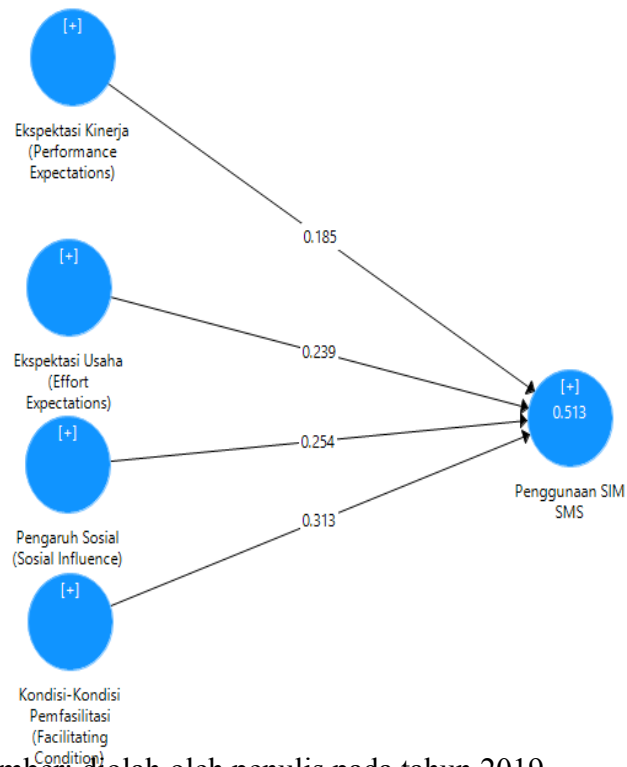 [+]
Ekspektasi Kinerja
(Performance
Expectations)
0.185
[+]
Ekspektasi Usaha
(Effort
Expectations)
0.239
[+]
Pengaruh Sosial
(Sosial Influence)
0.254
[+]
Kondisi-Kondisi
Pemfasilitasi
(Facilitating
Condition)
0.313
[+]
0.513
Penggunaan SIM
SMS
diolah oleh penulis pada tahun 2019